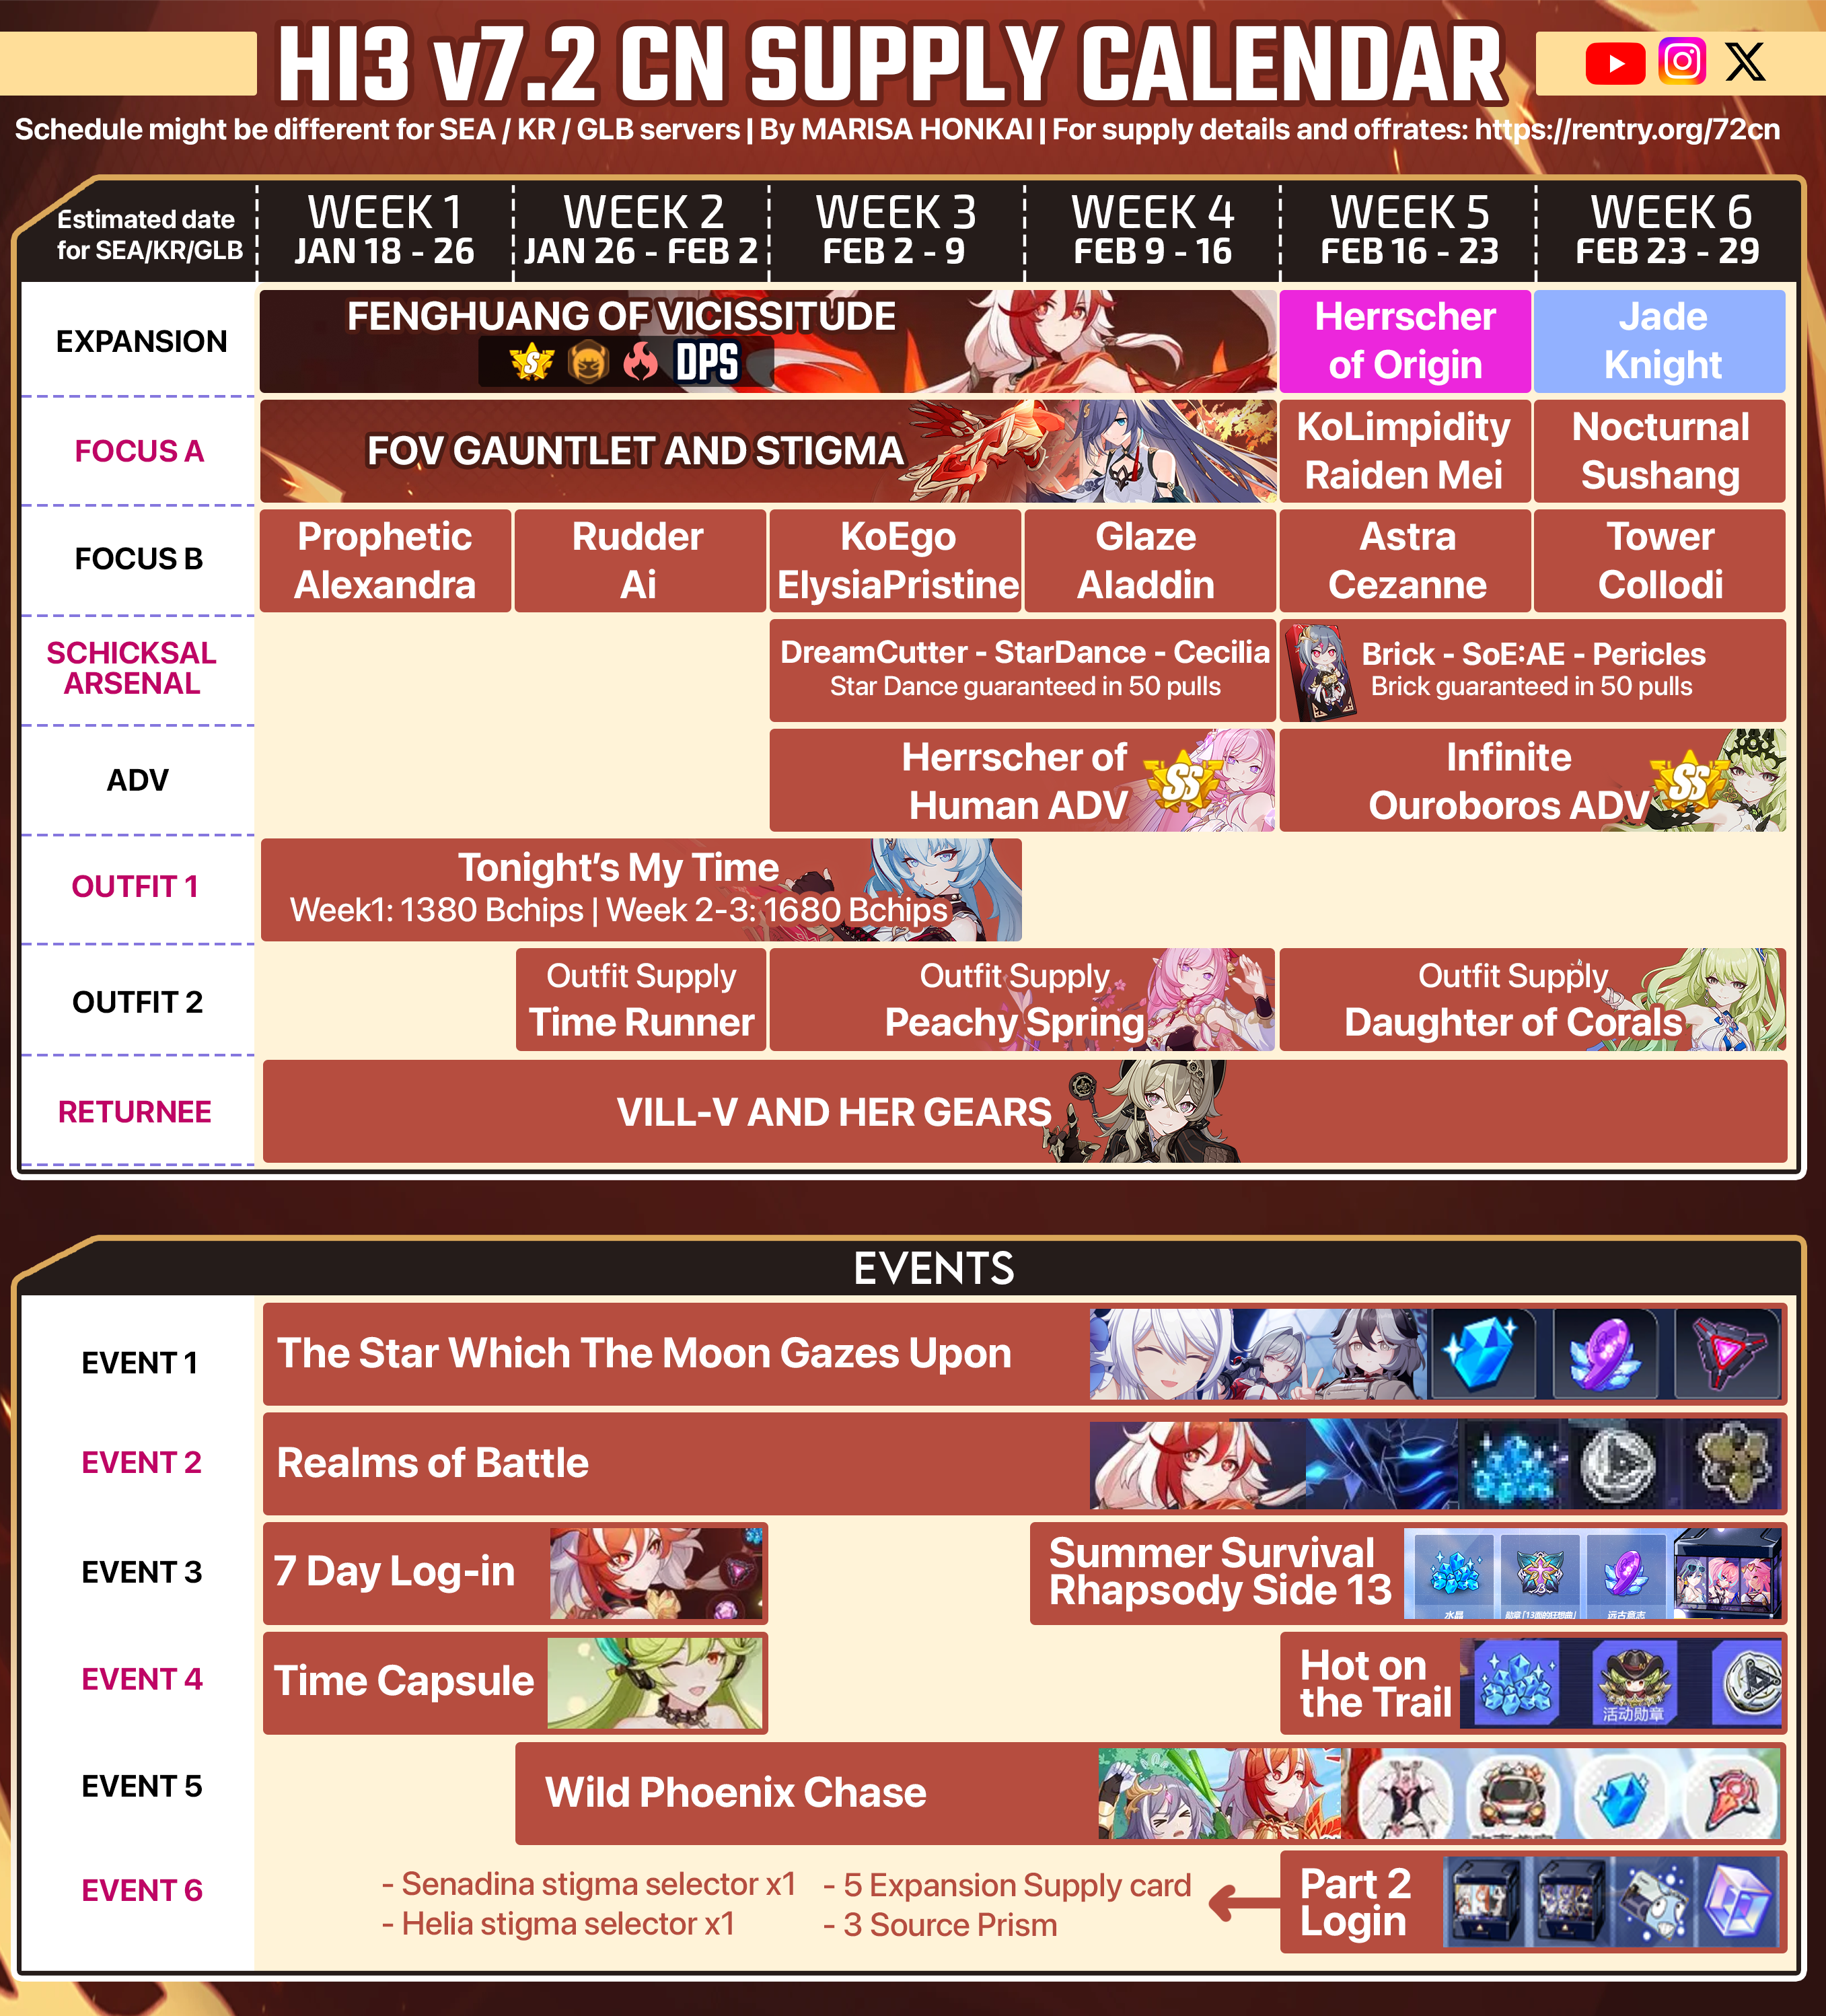 HI3 v7.2 CN SUPPLY CALENDAR
Schedule might be different for SEA / KR / GLB servers | By MARISA HONKAI | For supply details and offrates: https://rentry.org/72cn
Estimated date
for SEA/KR/GLB
WEEK 1
JAN 18 - 26
WEEK 2
JAN 26 - FEB 2
WEEK 3
FEB 2 - 9
WEEK 4
FEB 9 - 16
WEEK 5
FEB 16 - 23
WEEK 6
FEB 23 - 29
EXPANSION
FENGHUANG OF VICISSITUDE
S
DPS
Herrscher
of Origin
Jade
Knight
FOCUS A
FOV GAUNTLET AND STIGMA
KoLimpidity
Raiden Mei
Nocturnal
Sushang
FOCUS B
Prophetic
Alexandra
Rudder
Ai
KoEgo
ElysiaPristine
Glaze
Aladdin
Astra
Cezanne
Tower
Collodi
SCHICKSAL
ARSENAL
DreamCutter - StarDance - Cecilia
Star Dance guaranteed in 50 pulls
Brick - SoE:AE - Pericles
Brick guaranteed in 50 pulls
ADV
Herrscher of
Human ADV
SS
Infinite
Ouroboros ADV
SS
OUTFIT 1
Tonight's My Time
Week1: 1380 Bchips | Week 2-3: 1680 Bchips
OUTFIT 2
Outfit Supply
Time Runner
Outfit Supply
Peachy Spring
Outfit Supply
Daughter of Corals
RETURNEE
VILL-V AND HER GEARS
EVENTS
EVENT 1
The Star Which The Moon Gazes Upon
EVENT 2
Realms of Battle
EVENT 3
7 Day Log-in
Summer Survival
Rhapsody Side 13
水晶
勋章「13面的狂想曲」
远古意志
EVENT 4
Time Capsule
Hot on
the Trail
活动勋章
EVENT 5
Wild Phoenix Chase
EVENT 6
- Senadina stigma selector x1
- Helia stigma selector x1
- 5 Expansion Supply card
- 3 Source Prism
Part 2
Login